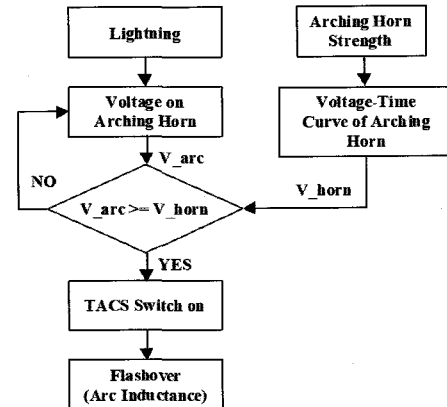 Lightning
Arching Horn
Strength
Voltage on
Arching Horn
Voltage-Time
Curve of Arching
Horn
V_arc
V_horn
NO
V_arc >= V_horn
YES
TACS Switch on
Flashover
(Arc Inductance)